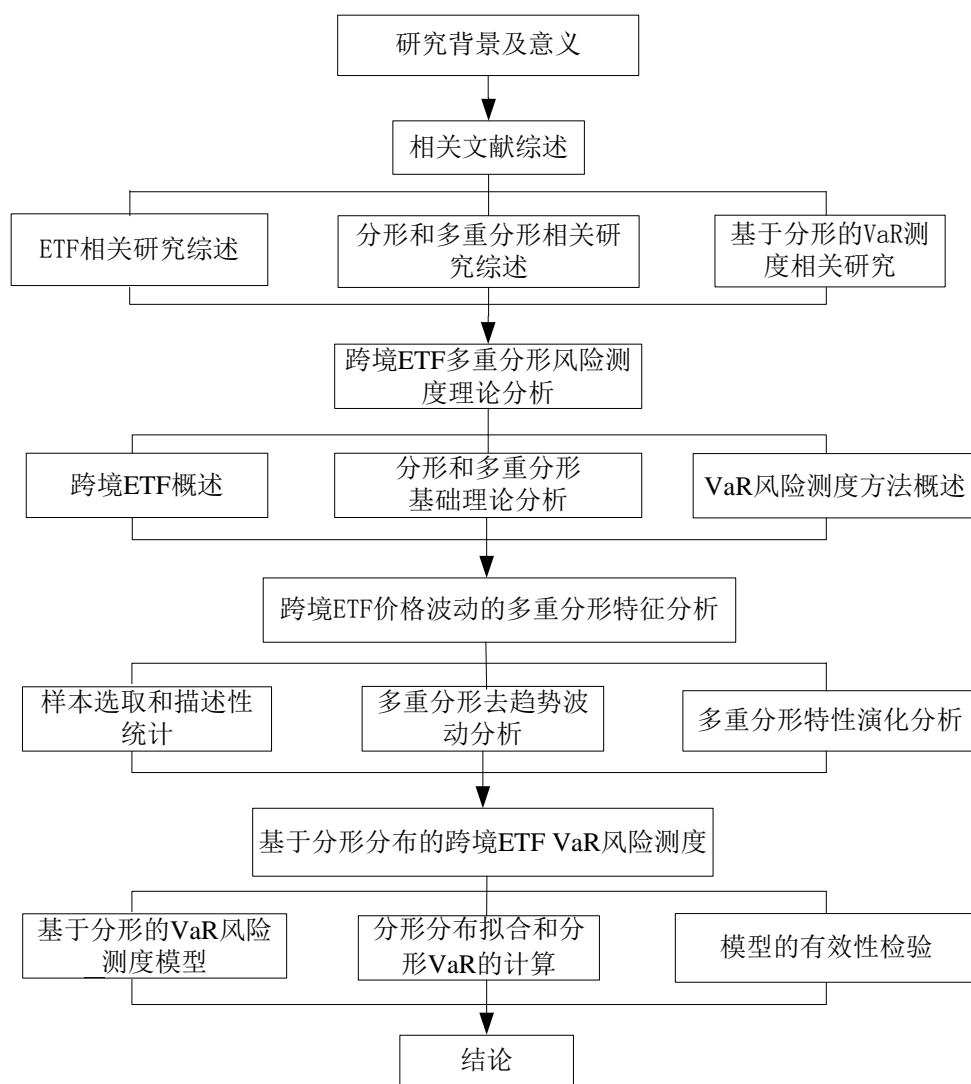 研究背景及意义
相关文献综述
ETF相关研究综述
分形和多重分形相关研
究综述
基于分形的VaR测
度相关研究
跨境ETF多重分形风险测
度理论分析
跨境ETF概述
分形和多重分形
基础理论分析
VaR风险测度方法概述
跨境ETF价格波动的多重分形特征分析
样本选取和描述性
统计
多重分形去趋势波
动分析
多重分形特性演化分析
基于分形分布的跨境ETF VaR风险测度
基于分形的VaR风险
测度模型
分形分布拟合和分
形VaR的计算
模型的有效性检验
结论